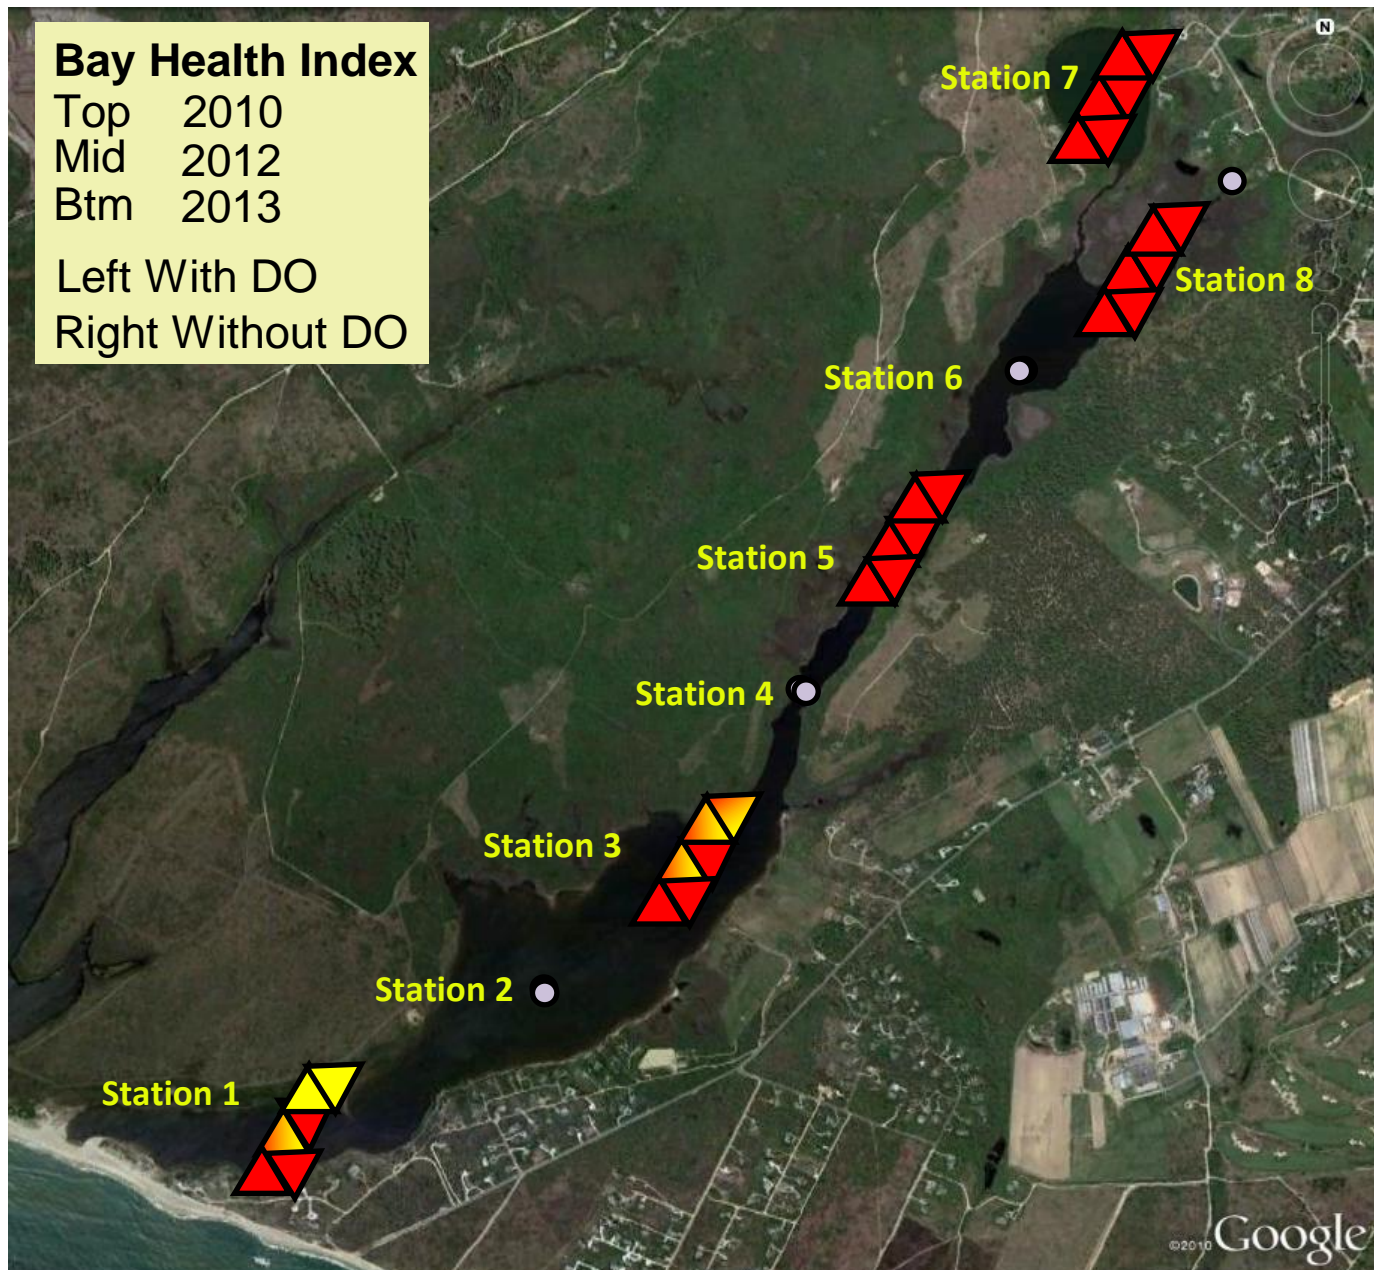 Bay Health Index
Top 2010
Mid 2012
Btm 2013
Left With DO
Right Without DO
N
Station 7
Station 8
Station 6
Station 5
Station 4
Station 3
Station 2
Station 1
©2010 Google